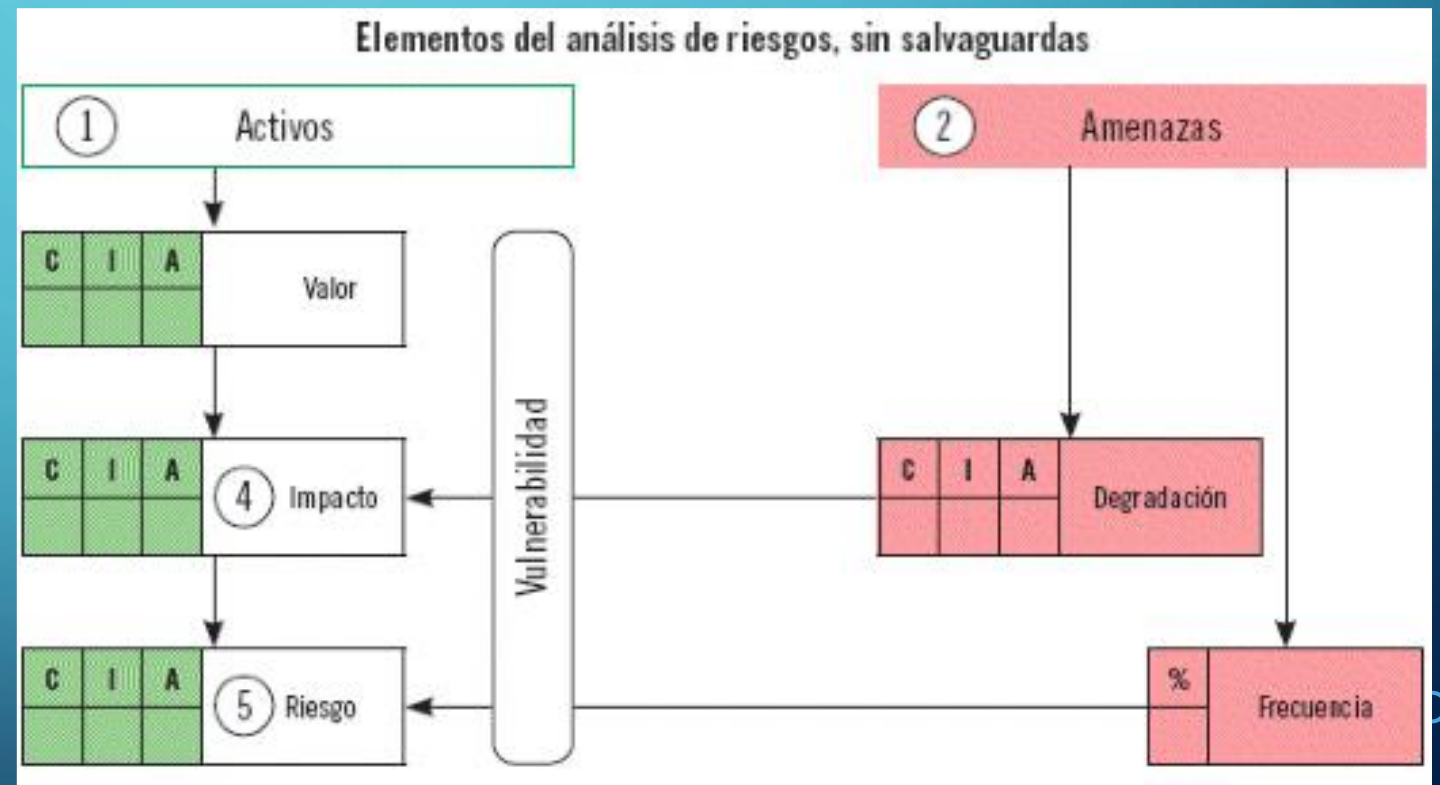 Elementos del análisis de riesgos, sin salvaguardas
1 Activos
2 Amenazas
C I A
Valor
Vulnerabilidad
C I A
4 Impacto
C I A
Degradación
C I A
5 Riesgo
%
Frecuencia